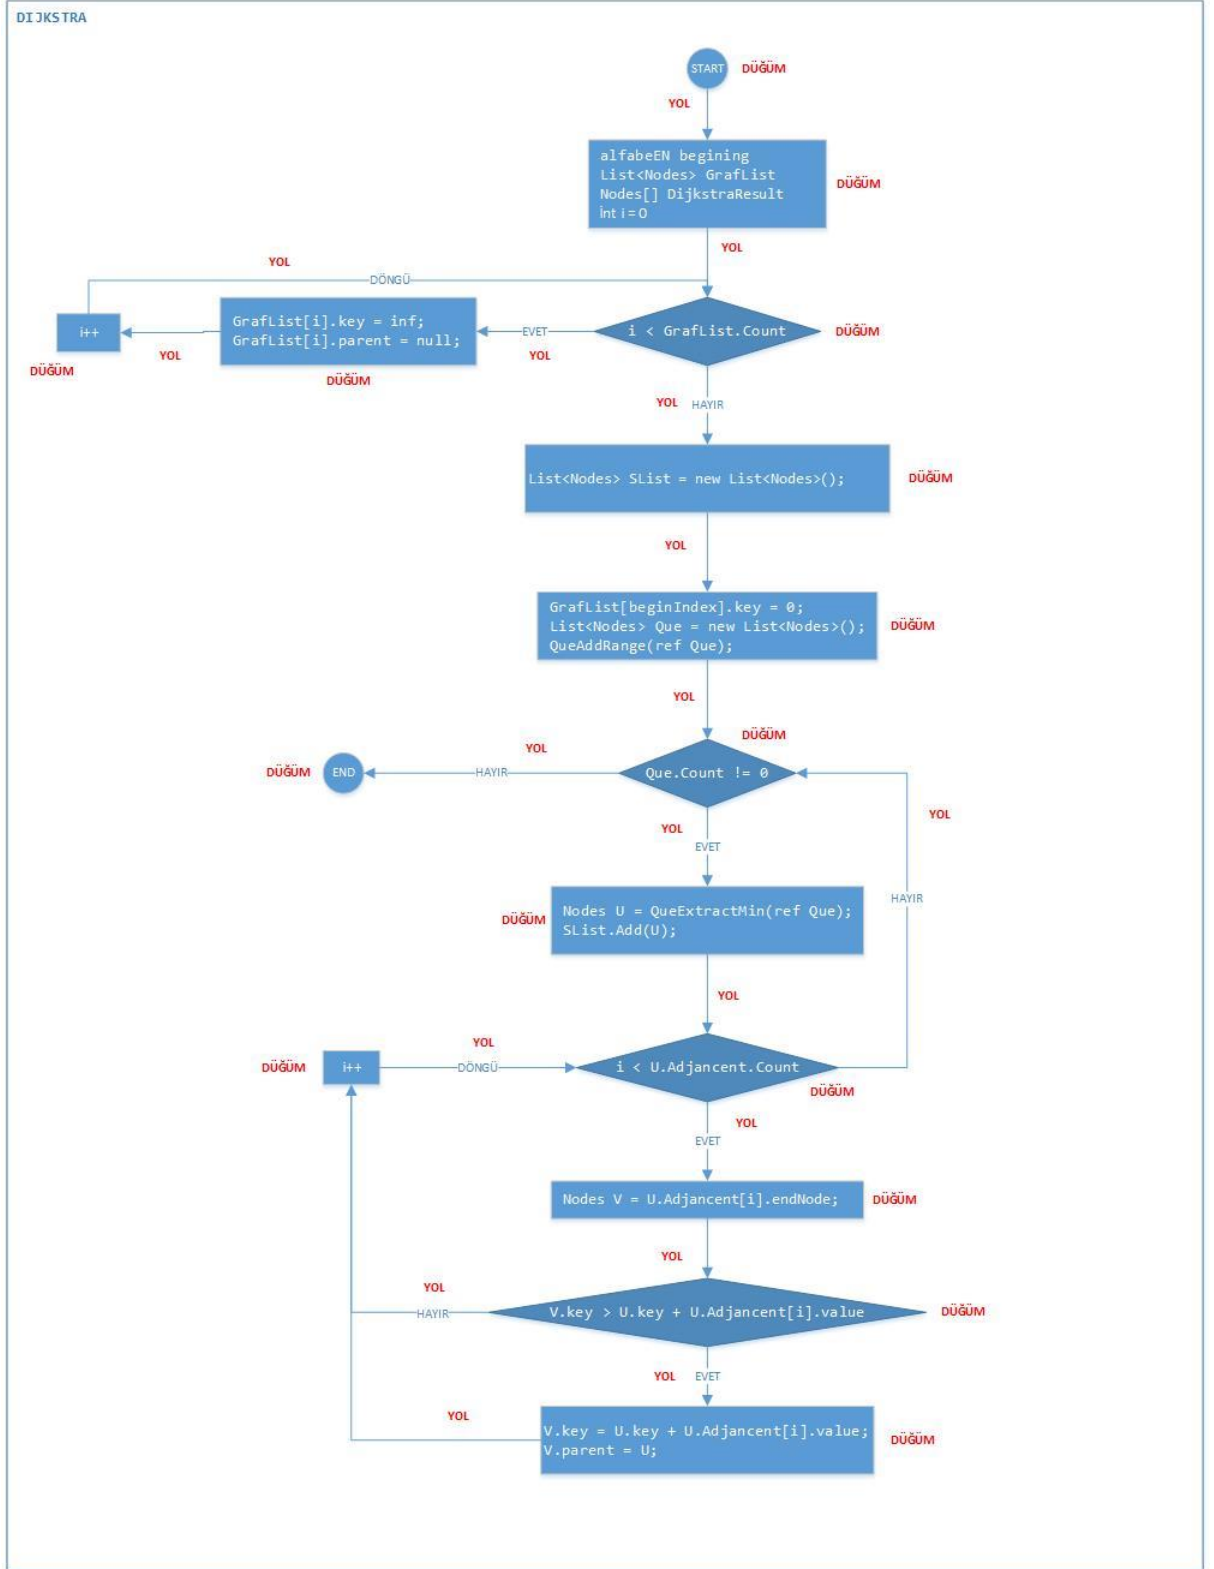 DIJKSTRA
START
DÜĞÜM
YOL
alfabeEN begining
List<Nodes> GrafList
Nodes[] DijkstraResult
İnt i = 0
DÜĞÜM
YOL
YOL
DÖNGÜ
i++
DÜĞÜM
YOL
GrafList[i].key = inf;
GrafList[i].parent = null;
DÜĞÜM
EVET
YOL
i < GrafList.Count
DÜĞÜM
YOL
HAYIR
List<Nodes> SList = new List<Nodes>();
DÜĞÜM
YOL
GrafList[beginIndex].key = 0;
List<Nodes> Que = new List<Nodes>();
QueAddRange(ref Que);
DÜĞÜM
YOL
DÜĞÜM
YOL
DÜĞÜM
END
HAYIR
Que.Count != 0
YOL
YOL
EVET
HAYIR
DÜĞÜM
Nodes U = QueExtractMin(ref Que);
SList.Add(U);
YOL
YOL
DÜĞÜM
i++
DÖNGÜ
i < U.Adjancent.Count
DÜĞÜM
YOL
EVET
Nodes V = U.Adjancent[i].endNode;
DÜĞÜM
YOL
YOL
HAYIR
V.key > U.key + U.Adjancent[i].value
DÜĞÜM
YOL
EVET
YOL
V.key = U.key + U.Adjancent[i].value;
V.parent = U;
DÜĞÜM